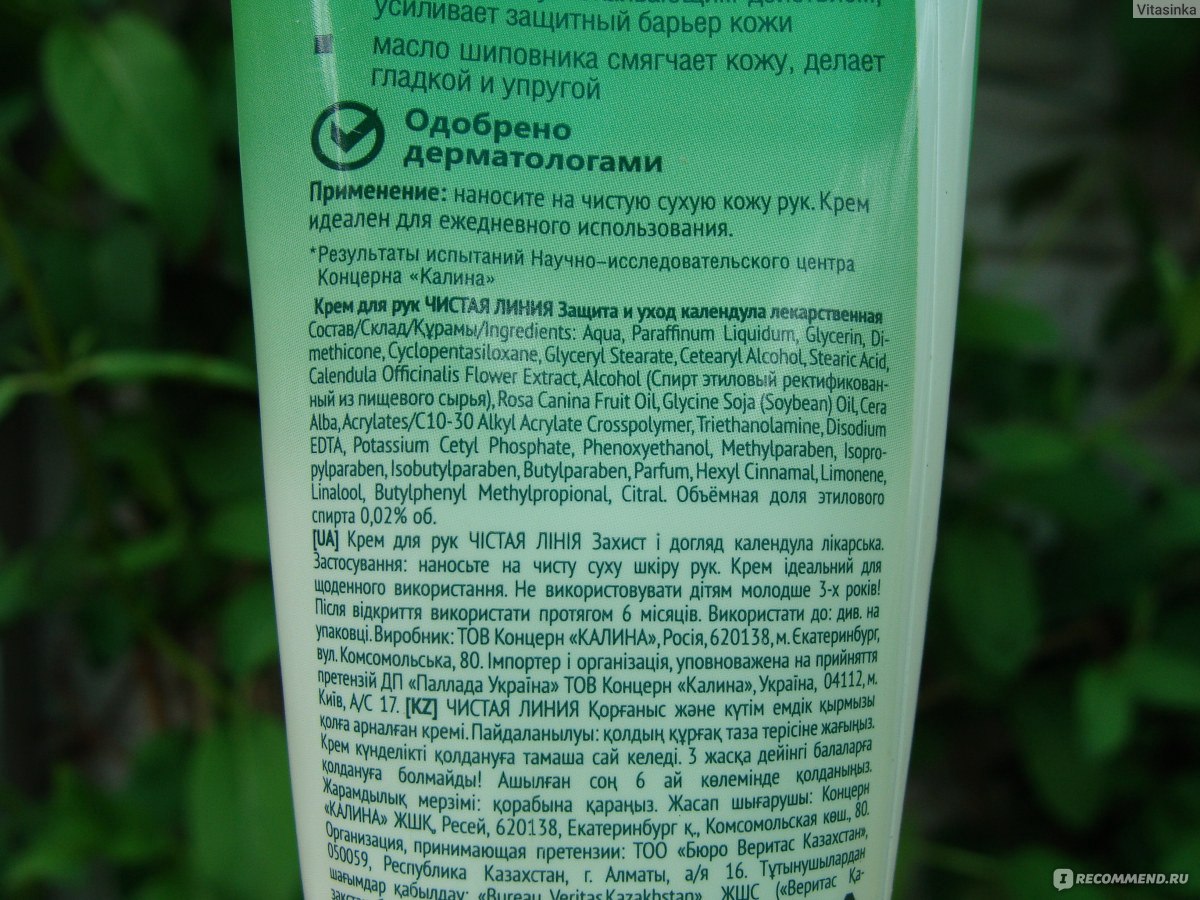 Vitasinka
усиливает защитный барьер кожи
масло шиповника смягчает кожу, делает
гладкой и упругой
Одобрено
дерматологами
Применение: наносите на чистую сухую кожу рук. Крем
идеален для ежедневного использования.
*Результаты испытаний Научно-исследовательского центра
Концерна «Калина»
Крем для рук ЧИСТАЯ ЛИНИЯ Защита и уход календула лекарственная
Состав/Склад/Құрамы/Ingredients: Aqua, Paraffinum Liquidum, Glycerin, Di-
methicone, Cyclopentasiloxane, Glyceryl Stearate, Cetearyl Alcohol, Stearic Acid,
Calendula Officinalis Flower Extract, Alcohol (Спирт этиловый ректификован-
ный из пищевого сырья), Rosa Canina Fruit Oil, Glycine Soja (Soybean) Oil, Cera
Alba, Acrylates/C10-30 Alkyl Acrylate Crosspolymer, Triethanolamine, Disodium
EDTA, Potassium Cetyl Phosphate, Phenoxyethanol, Methylparaben, Isopro-
pylparaben, Isobutylparaben, Butylparaben, Parfum, Hexyl Cinnamal, Limonene,
Linalool, Butylphenyl Methylpropional, Citral. Объёмная доля этилового
спирта 0,02% об.
[UA] Крем для рук ЧІСТАЯ ЛІНІЯ Захист і догляд календула лікарська.
Застосування: наносьте на чисту суху шкіру рук. Крем ідеальний для
щоденного використання. Не використовувати дітям молодше 3-х років!
Після відкриття використати протягом 6 місяців. Використати до: див. на
упаковці. Виробник: ТОВ Концерн «КАЛИНА», Росія, 620138, м. Єкатеринбург,
вул. Комсомольська, 80. Імпортер і організація, уповноважена на прийняття
претензій ДП «Паллада Україна» ТОВ Концерн «Калина», Україна, 04112, м.
Київ, А/С 17. [KZ] ЧИСТАЯ ЛИНИЯ Қорғаныс және күтім емдік қырмызы
қолға арналған кремі. Пайдаланылуы: қолдың құрғақ таза терісіне жағыңыз.
Крем күнделікті қолдануға тамаша сай келеді. 3 жасқа дейінгі балаларға
қолдануға болмайды! Ашылған соң 6 ай көлемінде қолданыңыз.
Жарамдылық мерзімі: қорабына қараңыз. Жасап шығарушы: Концерн
«КАЛИНА» ЖШҚ, Ресей, 620138, Екатеринбург қ., Комсомольская көш., 80.
Организация, принимающая претензии: ТОО «Бюро Веритас Казахстан»,
050059, Республика Казахстан, г. Алматы, а/я 16. Тұтынушылардан
шағымдар қабылдау: «Bureau Veritas Kazakhstan» ЖШС («Веритас Қа-
IRECOMMEND.RU